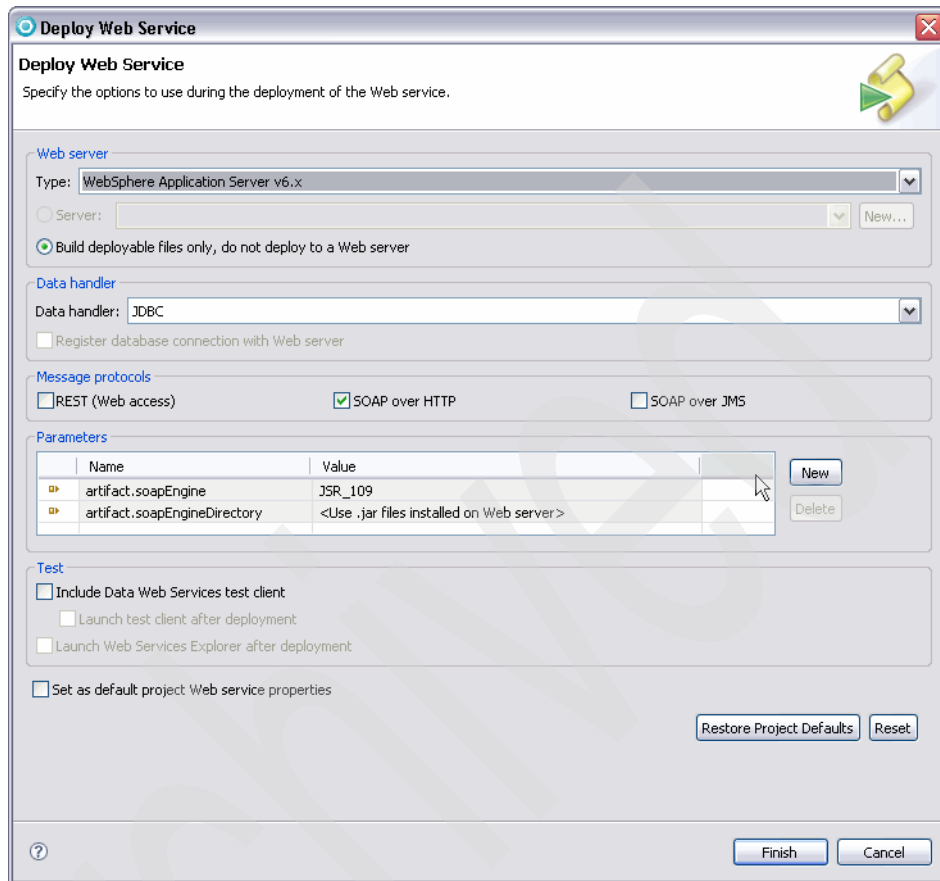 Deploy Web Service
Deploy Web Service
Specify the options to use during the deployment of the Web service.
Web server
Type: WebSphere Application Server v6.x
Server: New...
Build deployable files only, do not deploy to a Web server
Data handler
Data handler: JDBC
Register database connection with Web server
Message protocols
REST (Web access) SOAP over HTTP SOAP over JMS
Parameters
Name Value
New
artifact.soapEngine JSR_109
artifact.soapEngineDirectory <Use .jar files installed on Web server>
Delete
Test
Include Data Web Services test client
Launch test client after deployment
Launch Web Services Explorer after deployment
Set as default project Web service properties
Restore Project Defaults Reset
? Finish Cancel